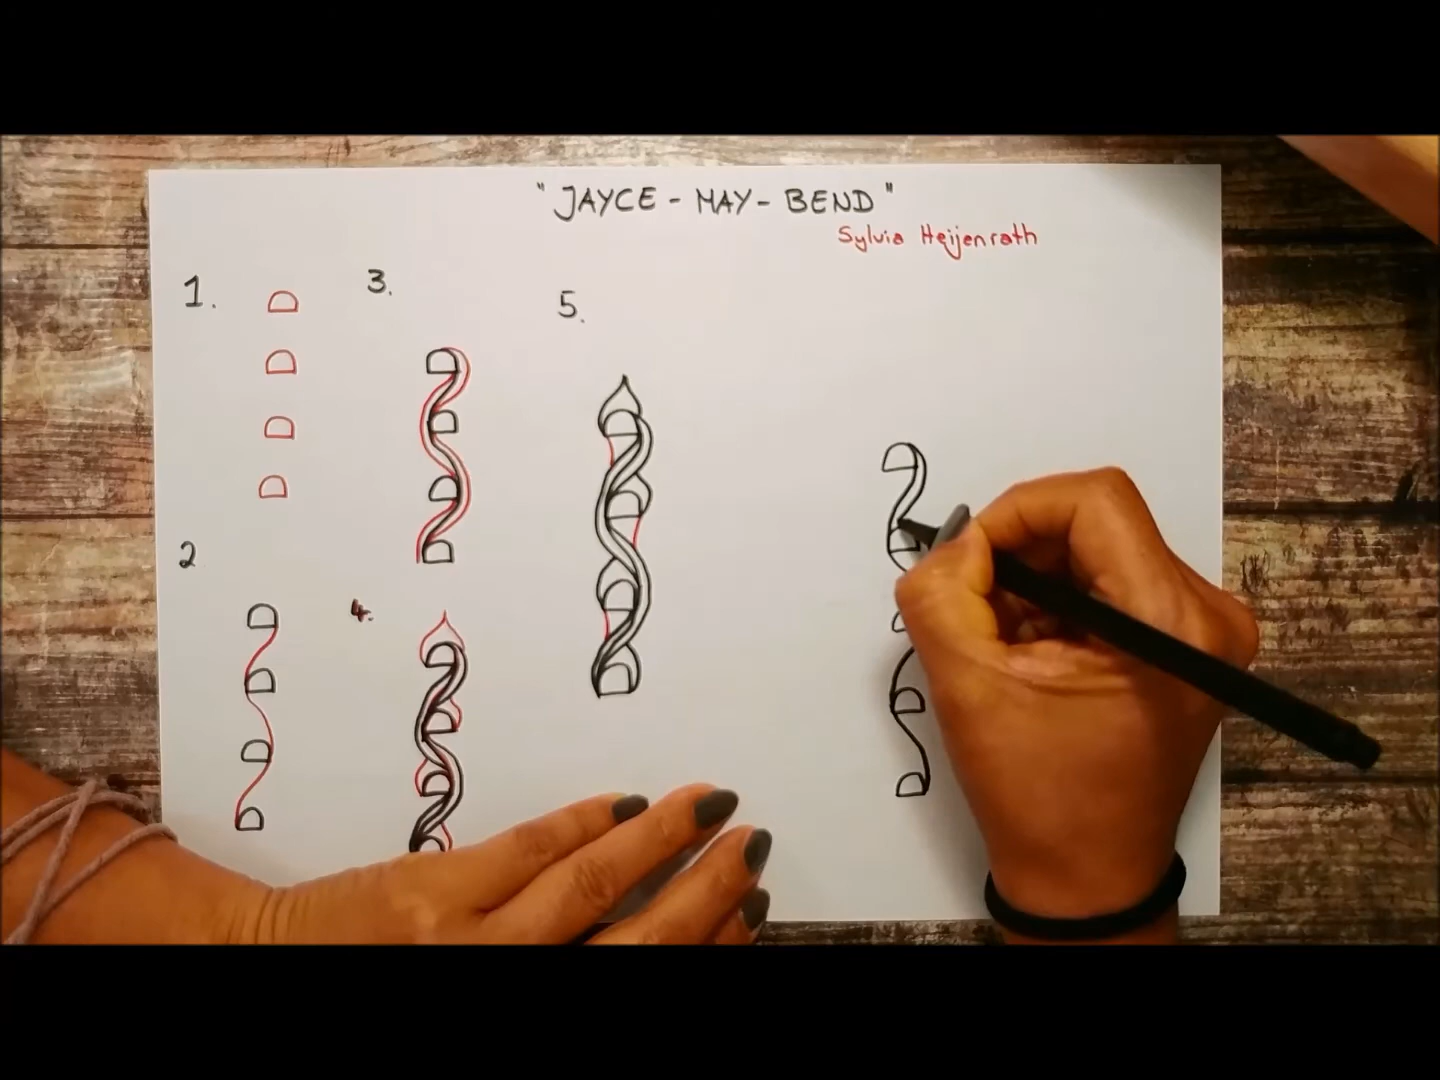 "JAYCE - MAY - BEND"
Sylvia Heijenrath
1.
3.
5.
2
4.